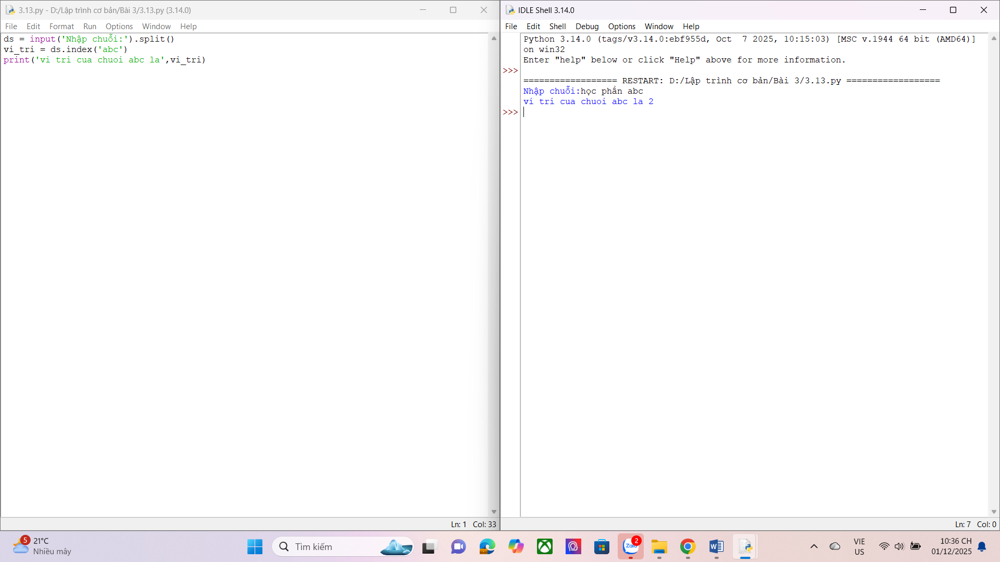 3.13.py - D:/Lập trình cơ bản/Bài 3/3.13.py (3.14.0)
File Edit Format Run Options Window Help
ds = input('Nhập chuỗi:').split()
vi_tri = ds.index('abc')
print('vi tri cua chuoi abc la',vi_tri)
Ln: 1 Col: 33
IDLE Shell 3.14.0
File Edit Shell Debug Options Window Help
Python 3.14.0 (tags/v3.14.0:ebf955d, Oct  7 2025, 10:15:03) [MSC v.1944 64 bit (AMD64)]
on win32
Enter "help" below or click "Help" above for more information.
>>>
================== RESTART: D:/Lập trình cơ bản/Bài 3/3.13.py ==================
Nhập chuỗi:học phần abc
vi tri cua chuoi abc la 2
>>>
Ln: 7 Col: 0
5
21°C
Nhiều mây
Tìm kiếm
Zalo
2
VIE
US
10:36 CH
01/12/2025